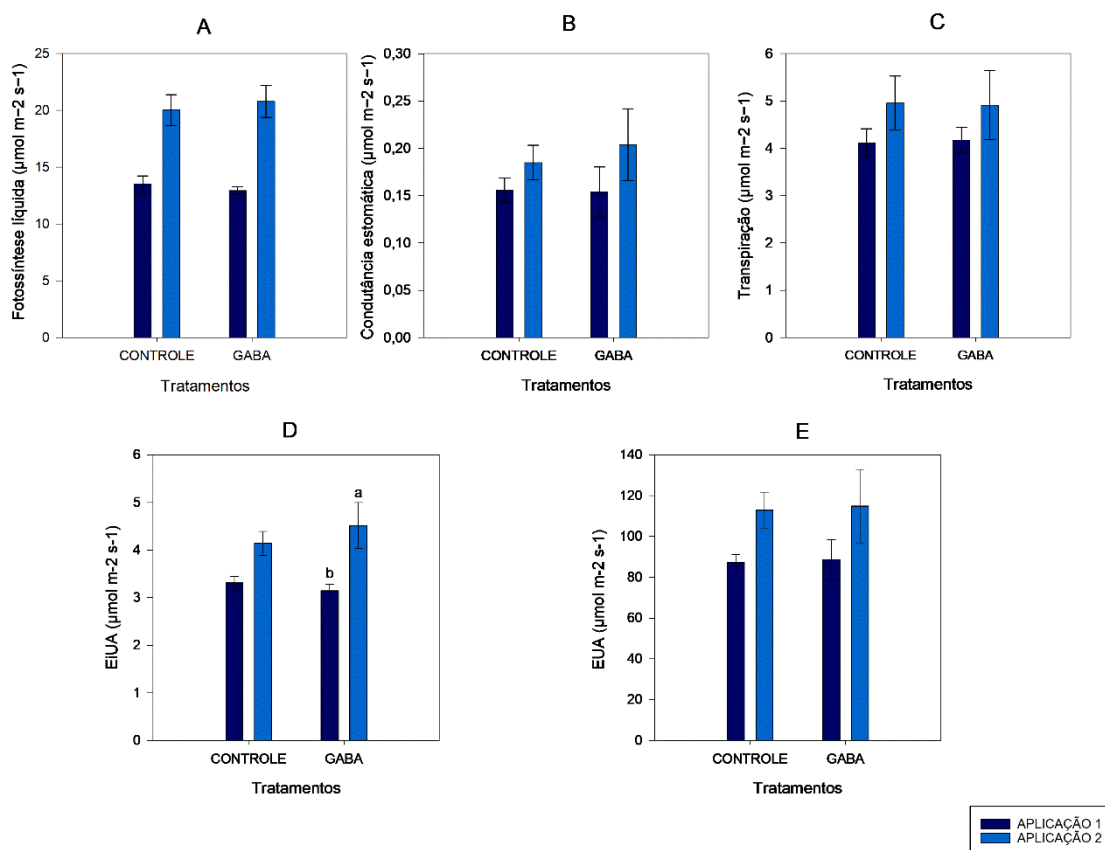 A
Fotossíntese líquida (µmol m−2 s−1)
25
20
15
10
5
0
CONTROLE GABA
Tratamentos
B
Condutância estomática (µmol m−2 s−1)
0,30
0,25
0,20
0,15
0,10
0,05
0,00
CONTROLE GABA
Tratamentos
C
Transpiração (µmol m−2 s−1)
6
5
4
3
2
1
0
CONTROLE GABA
Tratamentos
D
EiUA (µmol m-2 s-1)
6
5
4
3
2
1
0
b
a
CONTROLE GABA
Tratamentos
E
EUA (µmol m-2 s-1)
140
120
100
80
60
40
20
0
CONTROLE GABA
Tratamentos
APLICAÇÃO 1
APLICAÇÃO 2